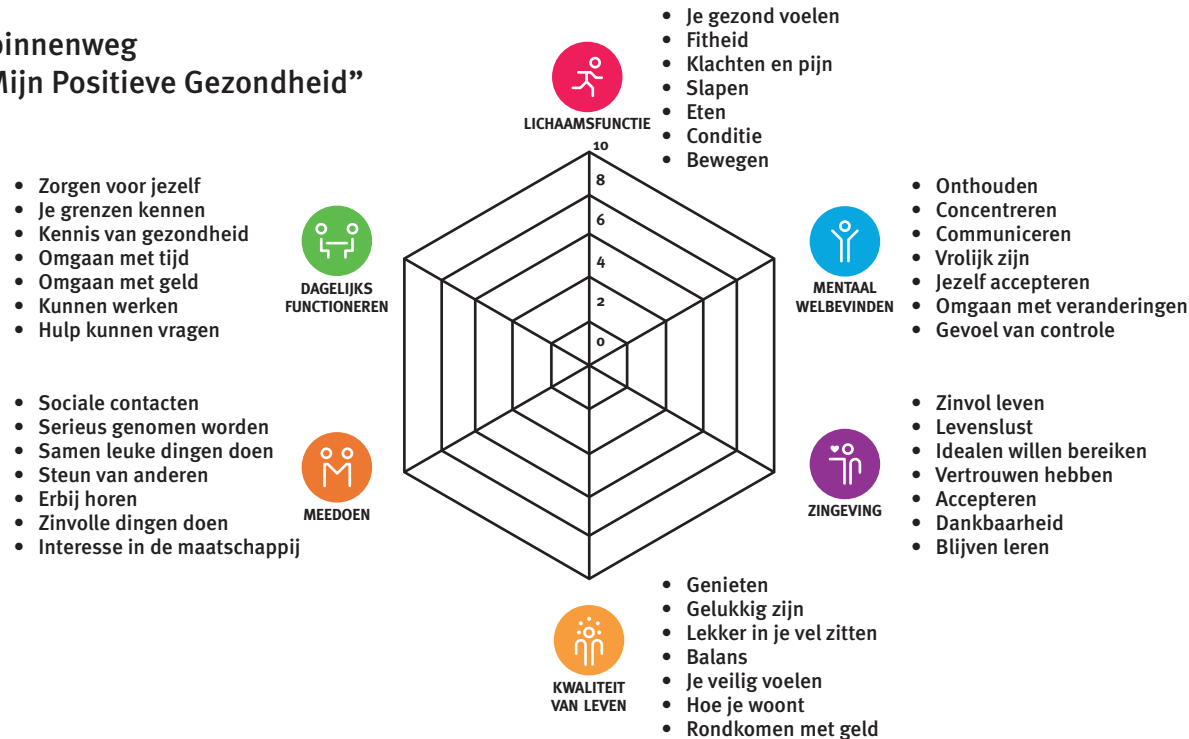 pinnenweg
Mijn Positieve Gezondheid”
• Je gezond voelen
• Fitheid
• Klachten en pijn
• Slapen
• Eten
• Conditie
• Bewegen
LICHAAMSFUNCTIE
10
8
6
4
2
0
• Zorgen voor jezelf
• Je grenzen kennen
• Kennis van gezondheid
• Omgaan met tijd
• Omgaan met geld
• Kunnen werken
• Hulp kunnen vragen
DAGELIJKS
FUNCTIONEREN
• Onthouden
• Concentreren
• Communiceren
• Vrolijk zijn
• Jezelf accepteren
• Omgaan met veranderingen
• Gevoel van controle
MENTAAL
WELBEVINDEN
• Sociale contacten
• Serieus genomen worden
• Samen leuke dingen doen
• Steun van anderen
• Erbij horen
• Zinvolle dingen doen
• Interesse in de maatschappij
MEEDOEN
• Zinvol leven
• Levenslust
• Idealen willen bereiken
• Vertrouwen hebben
• Accepteren
• Dankbaarheid
• Blijven leren
ZINGEVING
• Genieten
• Gelukkig zijn
• Lekker in je vel zitten
• Balans
• Je veilig voelen
• Hoe je woont
• Rondkomen met geld
KWALITEIT
VAN LEVEN